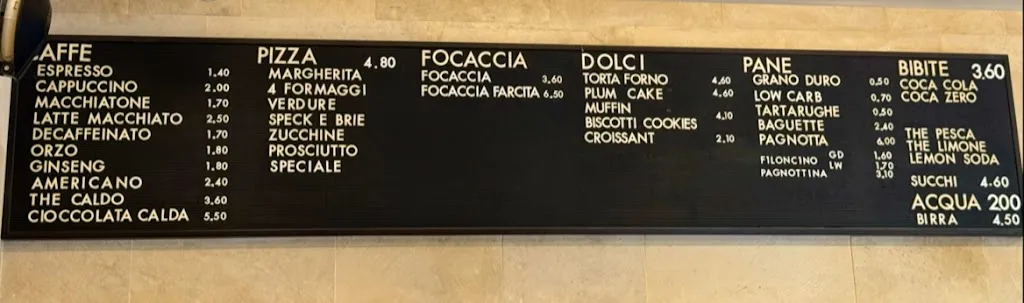 AFFE
ESPRESSO 1.40
CAPPUCCINO 2.00
MACCHIATONE 1.70
LATTE MACCHIATO 2,50
DECAFFEINATO 1.70
ORZO 1.80
GINSENG 1.80
AMERICANO 2,40
THE CALDO 3.60
CIOCCOLATA CALDA 5,50
PIZZA 4.80
MARGHERITA
4 FORMAGGI
VERDURE
SPECK E BRIE
ZUCCHINE
PROSCIUTTO
SPECIALE
FOCACCIA
FOCACCIA 3,60
FOCACCIA FARCITA 6,50
DOLCI
TORTA FORNO 4,60
PLUM CAKE 4.60
MUFFIN
BISCOTTI COOKIES 4,10
CROISSANT 2,10
PANE
GRANO DURO 0,50
LOW CARB 0,70
TARTARUGHE 0,50
BAGUETTE 2,40
PAGNOTTA 6,00
FILONCINO GD 1,60
LW 1,70
PAGNOTTINA 3,10
BIBITE 3,60
COCA COLA
COCA ZERO
THE PESCA
THE LIMONE
LEMON SODA
SUCCHI 4.60
ACQUA 200
BIRRA 4,50